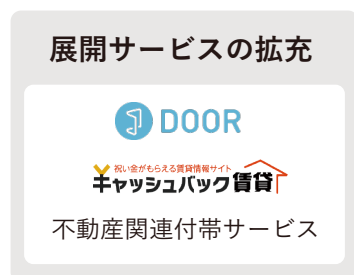 展開サービスの拡充
DOOR
祝い金がもらえる賃貸情報サイト
キャッシュバック賃貸
不動産関連付帯サービス